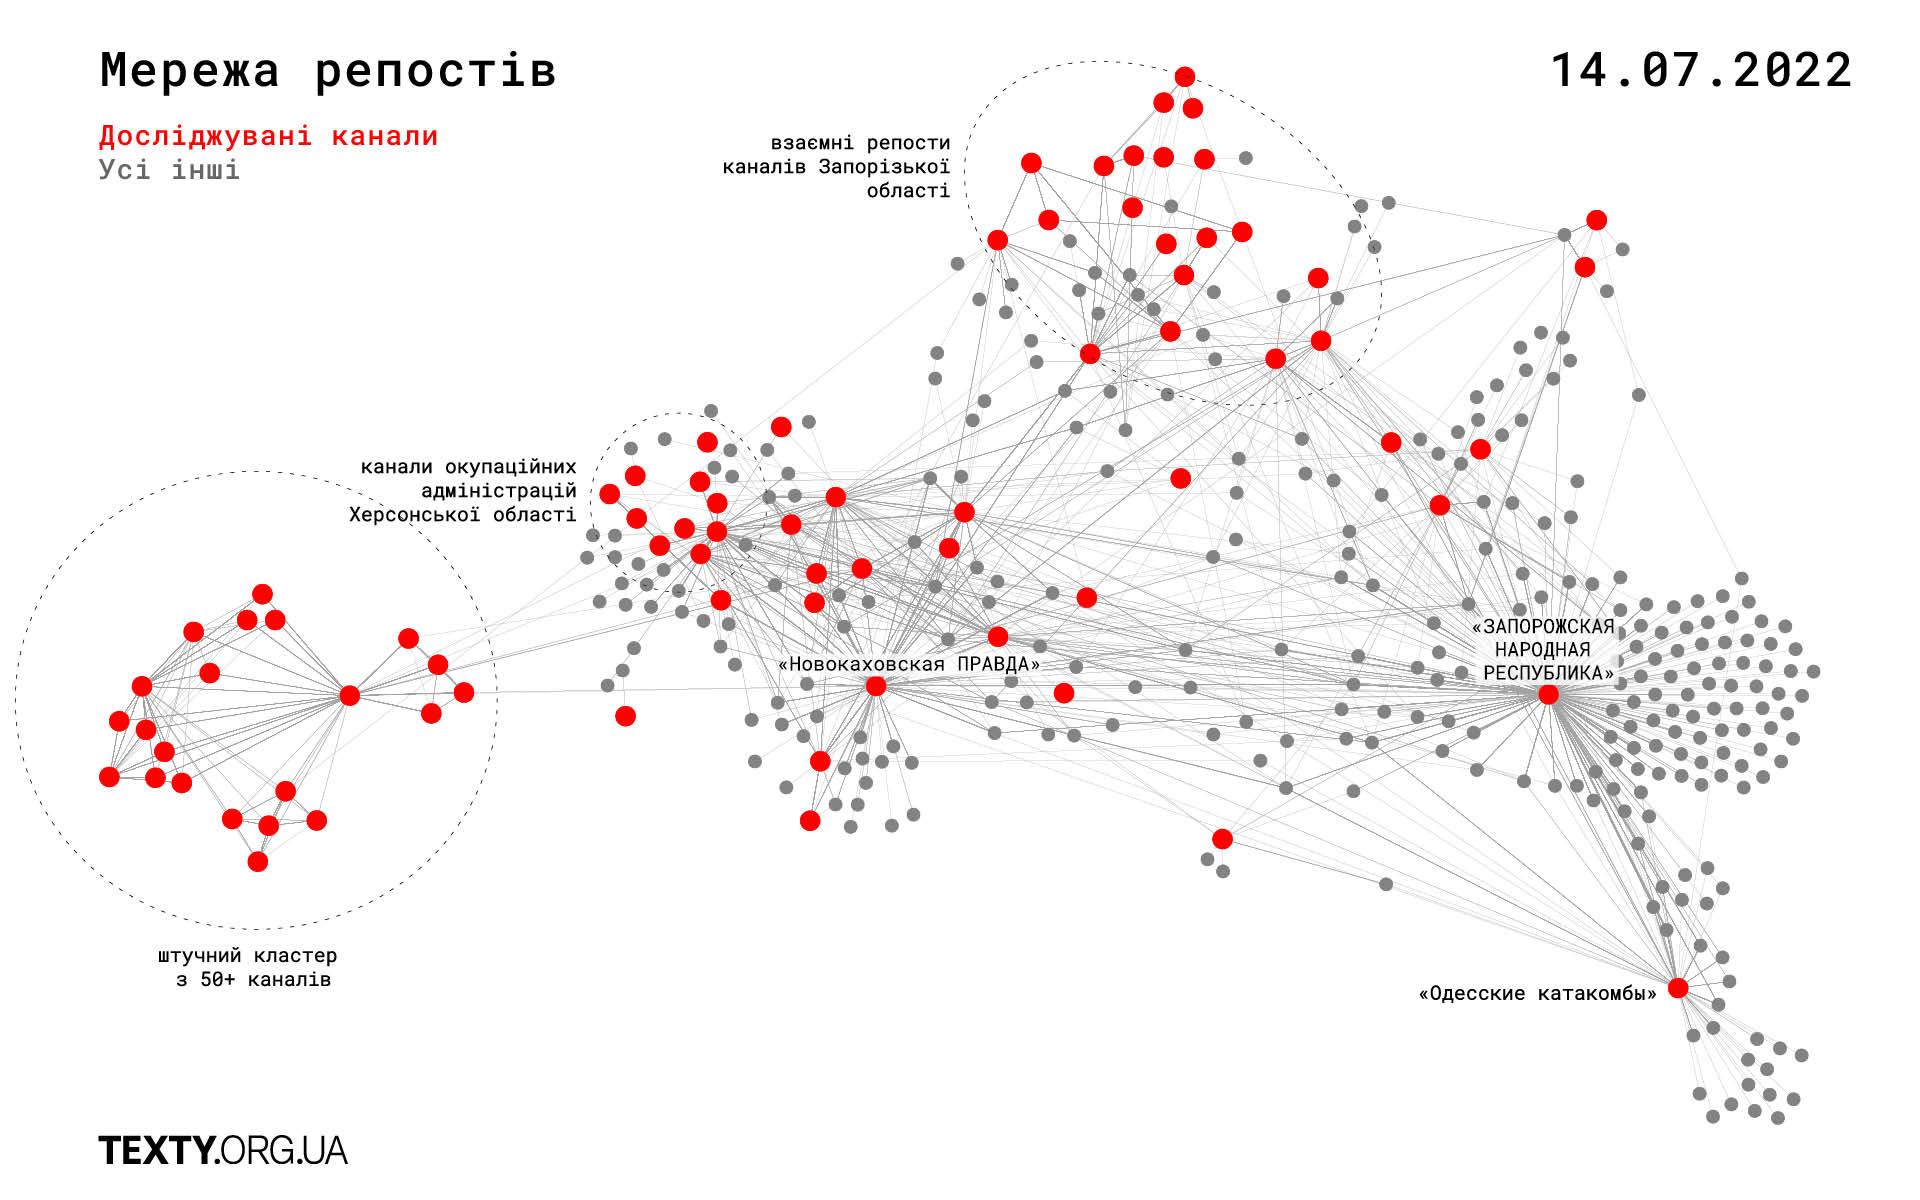 Мережа репостів
14.07.2022
Досліджувані канали
Усі інші
взаємні репости
каналів Запорізької
області
канали окупаційних
адміністрацій
Херсонської області
«ЗАПОРОЖСКАЯ
НАРОДНАЯ
РЕСПУБЛИКА»
«Новокаховская ПРАВДА»
штучний кластер
з 50+ каналів
«Одесские катакомбы»
TEXTY.ORG.UA